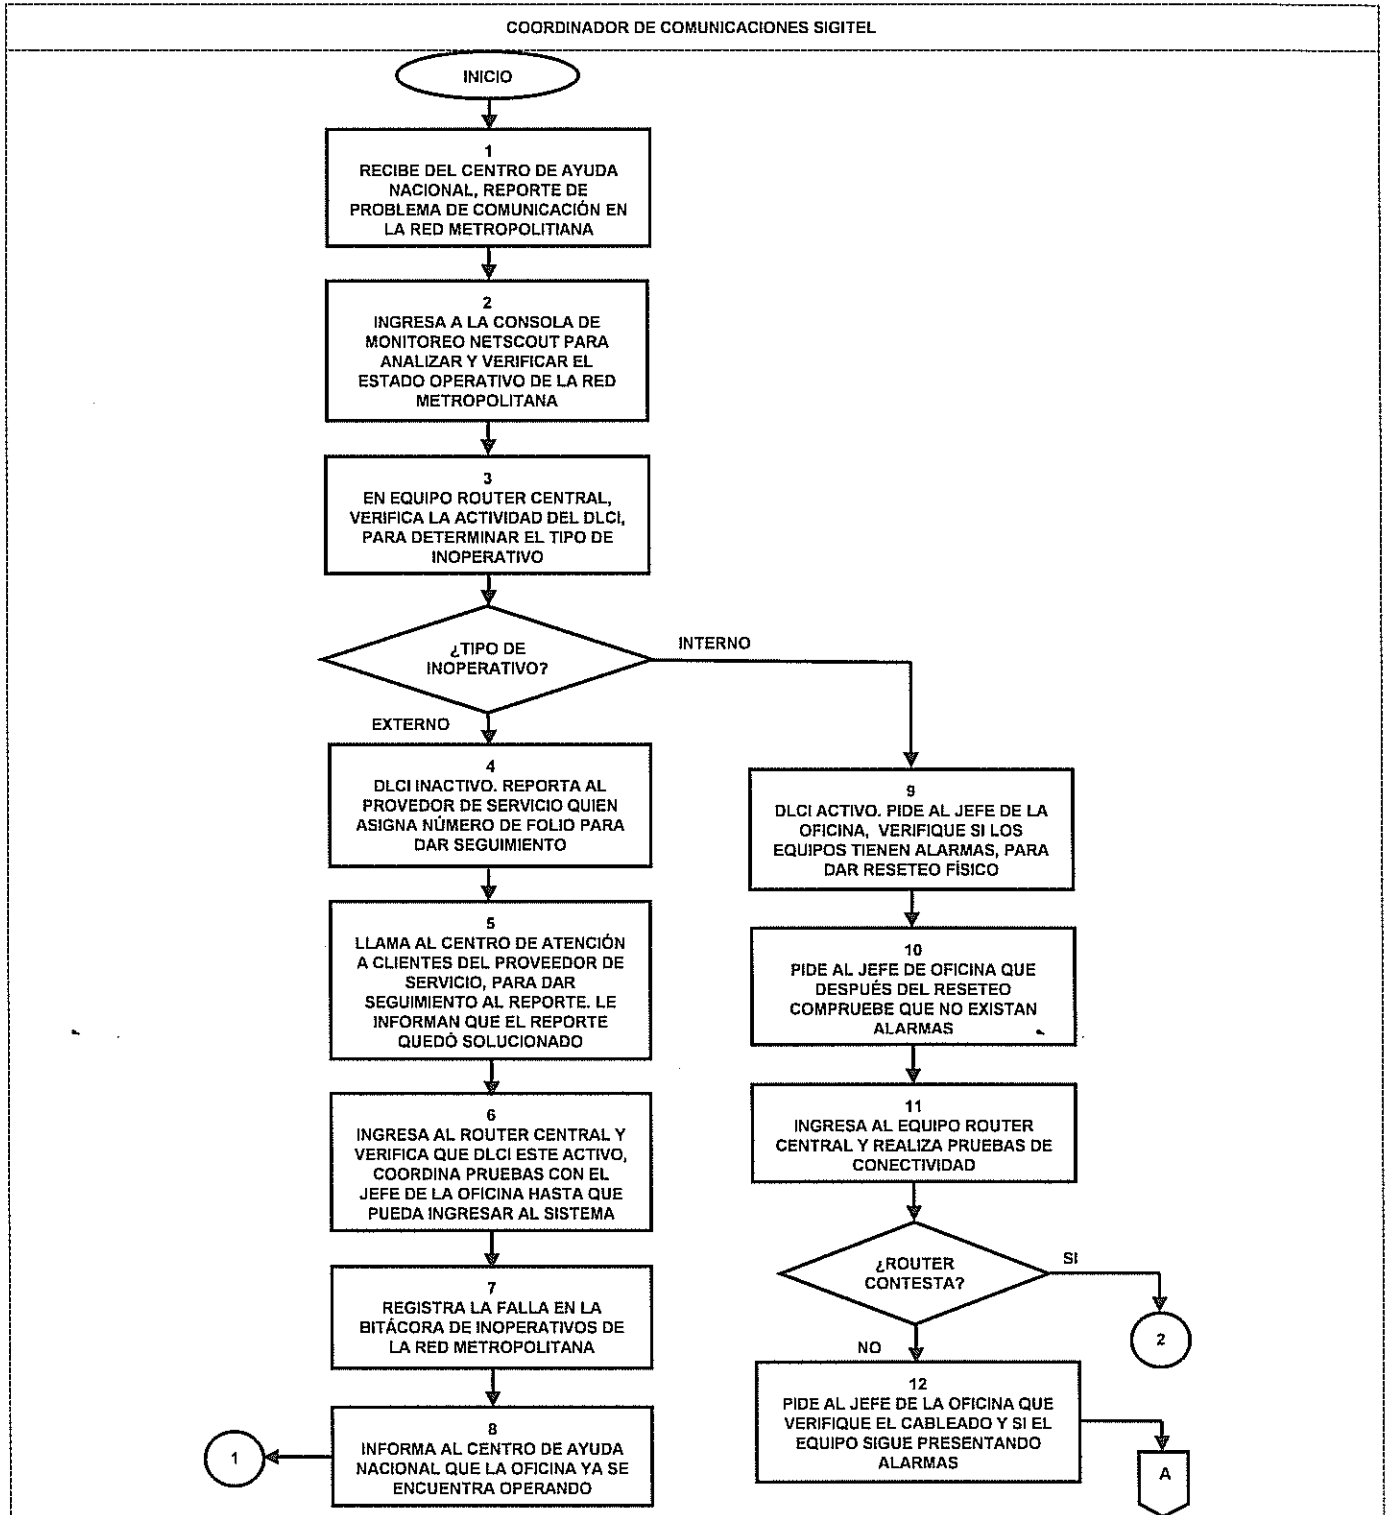 COORDINADOR DE COMUNICACIONES SIGITEL
INICIO
1
RECIBE DEL CENTRO DE AYUDA
NACIONAL, REPORTE DE
PROBLEMA DE COMUNICACIÓN EN
LA RED METROPOLITIANA
2
INGRESA A LA CONSOLA DE
MONITOREO NETSCOUT PARA
ANALIZAR Y VERIFICAR EL
ESTADO OPERATIVO DE LA RED
METROPOLITANA
3
EN EQUIPO ROUTER CENTRAL,
VERIFICA LA ACTIVIDAD DEL DLCI,
PARA DETERMINAR EL TIPO DE
INOPERATIVO
¿TIPO DE
INOPERATIVO?
INTERNO
EXTERNO
4
DLCI INACTIVO. REPORTA AL
PROVEDOR DE SERVICIO QUIEN
ASIGNA NÚMERO DE FOLIO PARA
DAR SEGUIMIENTO
5
LLAMA AL CENTRO DE ATENCIÓN
A CLIENTES DEL PROVEEDOR DE
SERVICIO, PARA DAR
SEGUIMIENTO AL REPORTE. LE
INFORMAN QUE EL REPORTE
QUEDÓ SOLUCIONADO
6
INGRESA AL ROUTER CENTRAL Y
VERIFICA QUE DLCI ESTE ACTIVO,
COORDINA PRUEBAS CON EL
JEFE DE LA OFICINA HASTA QUE
PUEDA INGRESAR AL SISTEMA
7
REGISTRA LA FALLA EN LA
BITÁCORA DE INOPERATIVOS DE
LA RED METROPOLITANA
8
INFORMA AL CENTRO DE AYUDA
NACIONAL QUE LA OFICINA YA SE
ENCUENTRA OPERANDO
1
9
DLCI ACTIVO. PIDE AL JEFE DE LA
OFICINA, VERIFIQUE SI LOS
EQUIPOS TIENEN ALARMAS, PARA
DAR RESETEO FÍSICO
10
PIDE AL JEFE DE OFICINA QUE
DESPUÉS DEL RESETEO
COMPRUEBE QUE NO EXISTAN
ALARMAS
11
INGRESA AL EQUIPO ROUTER
CENTRAL Y REALIZA PRUEBAS DE
CONECTIVIDAD
¿ROUTER
CONTESTA?
SI
2
NO
12
PIDE AL JEFE DE LA OFICINA QUE
VERIFIQUE EL CABLEADO Y SI EL
EQUIPO SIGUE PRESENTANDO
ALARMAS
A